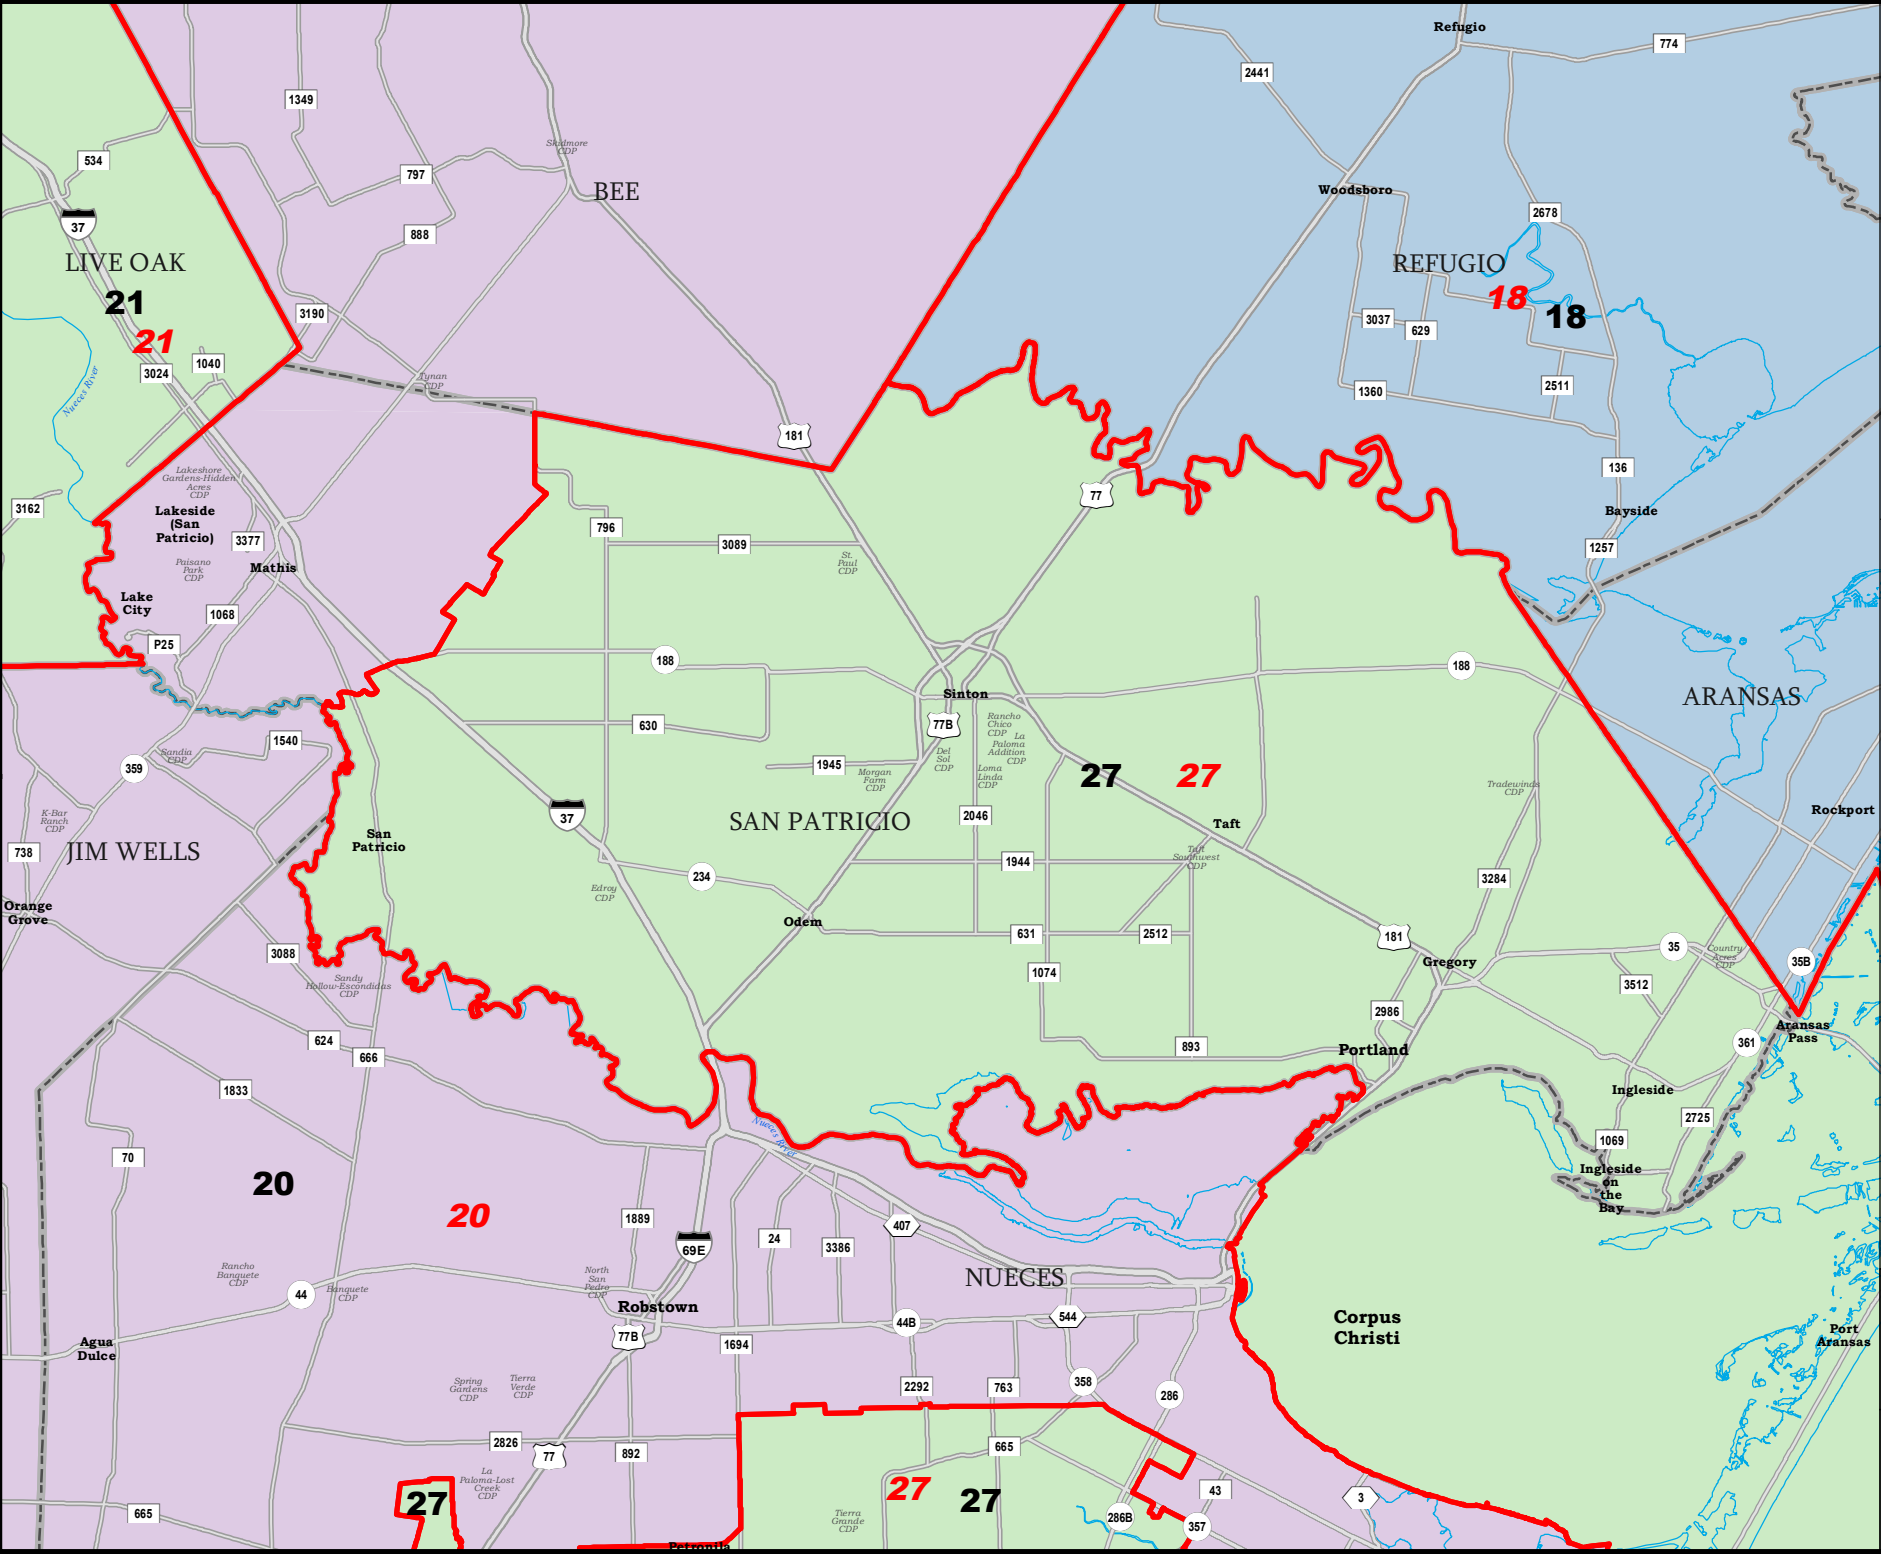 Refugio
774
2441
1349
534
Skidmore
CDP
797
BEE
Woodsboro
2678
37
888
LIVE OAK
REFUGIO
21
18
18
3190
3037
629
21
1040
3024
Nueces River
Tynan
CDP
2511
1360
181
136
Lakeshore
Gardens-Hidden
Acres
CDP
77
3162
Lakeside
(San
Patricio)
Bayside
796
3377
3089
1257
St.
Paul
CDP
Paisano
Park
CDP
Mathis
Lake
City
1068
P25
188
188
Sinton
ARANSAS
630
77B
Rancho
Chico
CDP
La
Paloma
Addition
CDP
1540
Sandia
CDP
359
Del
Sol
CDP
1945
Morgan
Farm
CDP
Loma
Linda
CDP
27
27
Tradewinds
CDP
K-Bar
Ranch
CDP
37
SAN PATRICIO
2046
Taft
Rockport
San
Patricio
738
JIM WELLS
Taft
Southwest
CDP
1944
234
3284
Edroy
CDP
Orange
Grove
Odem
631
2512
181
35
Country
Acres
CDP
35B
3088
Sandy
Hollow-Escondidas
CDP
1074
Gregory
3512
2986
Aransas
Pass
624
666
893
Portland
361
1833
Ingleside
2725
Nueces River
1069
70
Ingleside
on
the
Bay
20
20
1889
407
24
3386
69E
Rancho
Banquete
CDP
North
San
Pedro
CDP
NUECES
44
Banquete
CDP
Robstown
544
Corpus
Christi
44B
77B
Port
Aransas
Agua
Dulce
1694
Spring
Gardens
CDP
Tierra
Verde
CDP
2292
763
358
286
2826
77
892
665
La
Paloma-Lost
Creek
CDP
27
27
27
43
3
665
Tierra
Grande
CDP
286B
357
Petronila